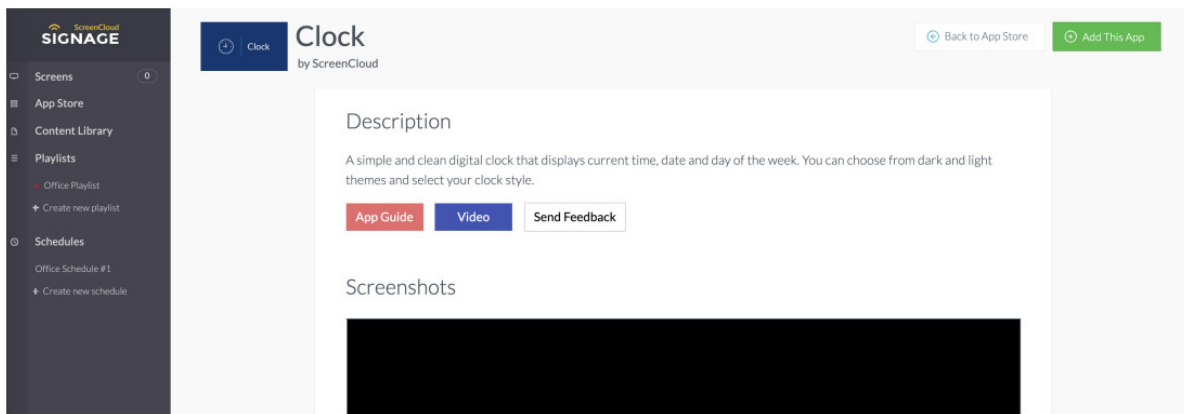 ScreenCloud
SIGNAGE
Screens 0
App Store
Content Library
Playlists
Office Playlist
+ Create new playlist
Schedules
Office Schedule #1
+ Create new schedule
Clock
Clock
by ScreenCloud
Back to App Store
Add This App
Description
A simple and clean digital clock that displays current time, date and day of the week. You can choose from dark and light
themes and select your clock style.
App Guide Video Send Feedback
Screenshots